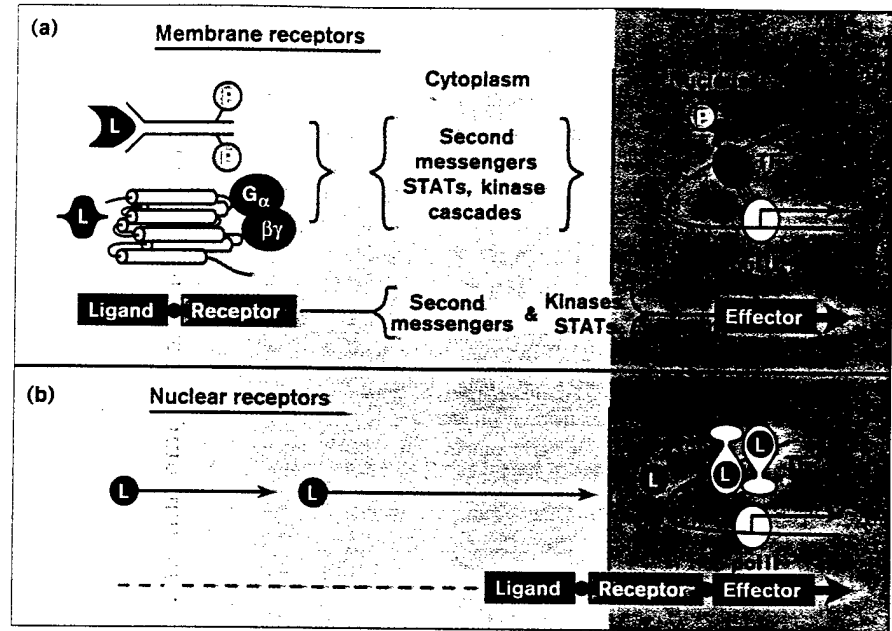 (a)
Membrane receptors
Cytoplasm
P
L
P
Second
messengers
STATs, kinase
cascades
P
Gα
L
βγ
Ligand
Receptor
Second
messengers
&
Kinases
STATs
Effector
(b)
Nuclear receptors
L
L
L
L
L
Ligand
Receptor
Effector